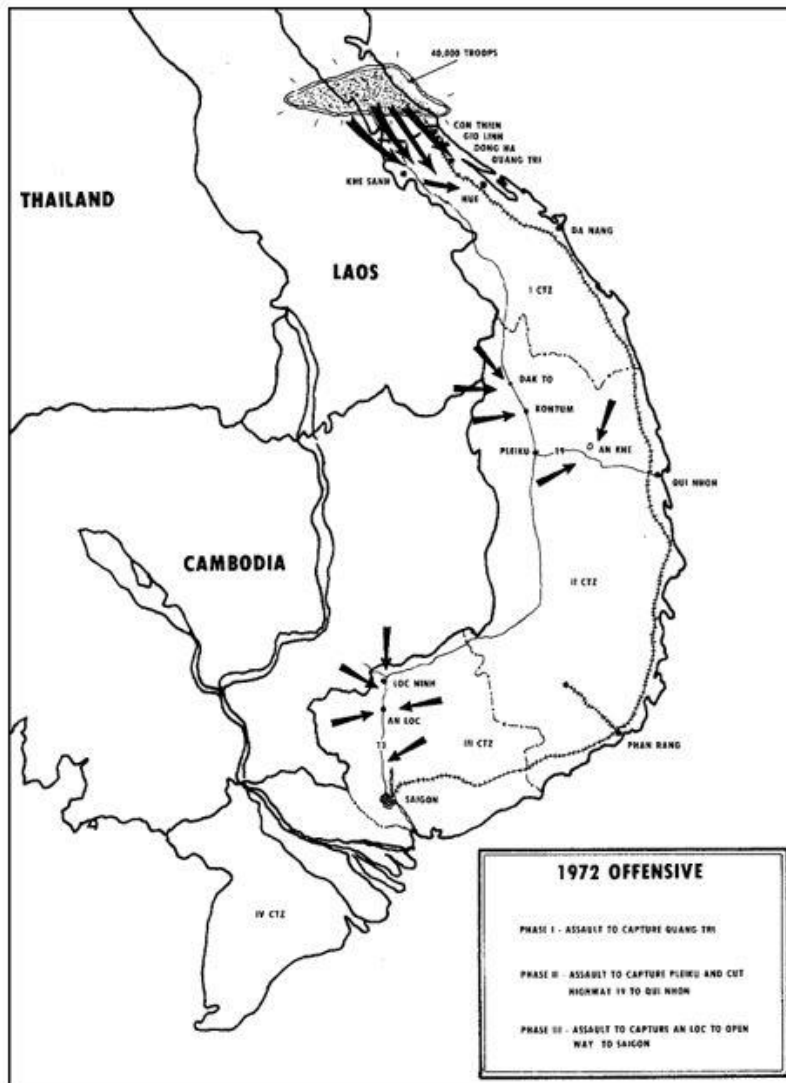 40,000 TROOPS
CON THIEN
GIO LINH
DONG HA
QUANG TRI
KHE SANH
HUE
THAILAND
DA NANG
LAOS
I CTZ
DAK TO
KONTUM
PLEIKU
19
AN KHE
QUI NHON
CAMBODIA
II CTZ
LOC NINH
AN LOC
13
III CTZ
PHAN RANG
SAIGON
IV CTZ
1972 OFFENSIVE
PHASE I - ASSAULT TO CAPTURE QUANG TRI
PHASE II - ASSAULT TO CAPTURE PLEIKU AND CUT
HIGHWAY 19 TO QUI NHON
PHASE III - ASSAULT TO CAPTURE AN LOC TO OPEN
WAY TO SAIGON